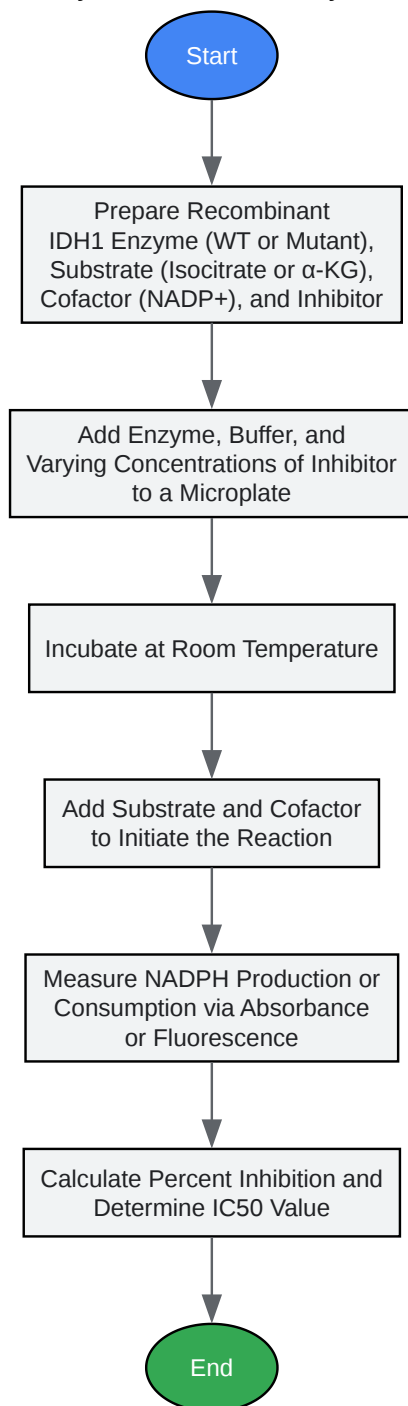 Start
Prepare Recombinant
IDH1 Enzyme (WT or Mutant),
Substrate (Isocitrate or α-KG),
Cofactor (NADP+), and Inhibitor
Add Enzyme, Buffer, and
Varying Concentrations of Inhibitor
to a Microplate
Incubate at Room Temperature
Add Substrate and Cofactor
to Initiate the Reaction
Measure NADPH Production or
Consumption via Absorbance
or Fluorescence
Calculate Percent Inhibition and
Determine IC50 Value
End